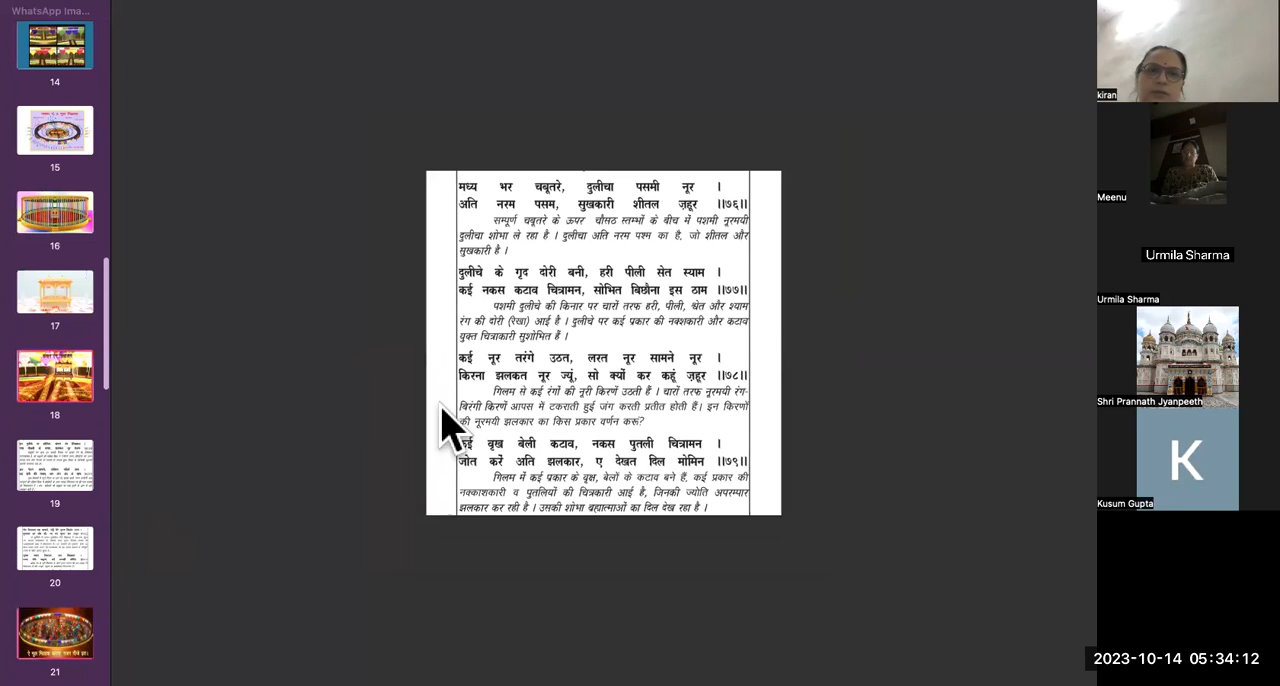 WhatsApp Ima...
14
15
16
17
18
19
20
21
मध्य भर चबूतरे, दुलीचा पसमी नूर ।
अति नरम पसम, सुखकारी शीतल ज़हूर ।।७६।।
सम्पूर्ण चबूतरे के ऊपर चौसठ स्तम्भों के बीच में पशमी नूरमयी
दुलीचा शोभा ले रहा है । दुलीचा अति नरम पश्म का है, जो शीतल और
सुखकारी है ।
दुलीचे के गृद दोरी बनी, हरी पीली सेत स्याम ।
कई नकस कटाव चित्रामन, सोभित बिछौना इस ठाम ।।७७।।
पशमी दुलीचे की किनार पर चारों तरफ हरी, पीली, श्वेत और श्याम
रंग की दोरी (रेखा) आई है । दुलीचे पर कई प्रकार की नक्शकारी और कटाव
युक्त चित्राकारी सुशोभित हैं ।
कई नूर तरंगे उठत, लरत नूर सामने नूर ।
किरना झलकत नूर ज्यूं, सो क्यों कर कहूं ज़हूर ।।७८।।
गिलम से कई रंगों की नूरी किरणें उठती हैं । चारों तरफ नूरमयी रंग-
बिरंगी किरणें आपस में टकराती हुई जंग करती प्रतीत होती हैं। इन किरणों
की नूरमयी झलकार का किस प्रकार वर्णन करूं?
कई वृख बेली कटाव, नकस पुतली चित्रामन ।
जोत करें अति झलकार, ए देखत दिल मोमिन ।।७९।।
गिलम में कई प्रकार के वृक्ष, बेलों के कटाव बने हैं, कई प्रकार की
नक्काशकारी व पुतलियों की चित्रकारी आई है, जिनकी ज्योति अपरम्पार
झलकार कर रही है । उसकी शोभा ब्रह्मात्माओं का दिल देख रहा है ।
kiran
Meenu
Urmila Sharma
Urmila Sharma
Shri Prannath Jyanpeeth
K
Kusum Gupta
2023-10-14 05:34:12